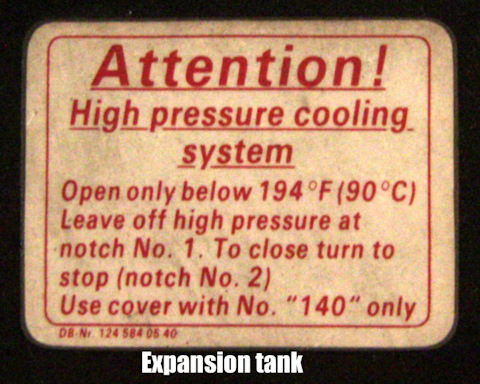 Attention!
High pressure cooling
system
Open only below 194°F (90°C)
Leave off high pressure at
notch No. 1. To close turn to
stop (notch No. 2)
Use cover with No. "140" only
DB-Nr. 124 584 05 40
Expansion tank